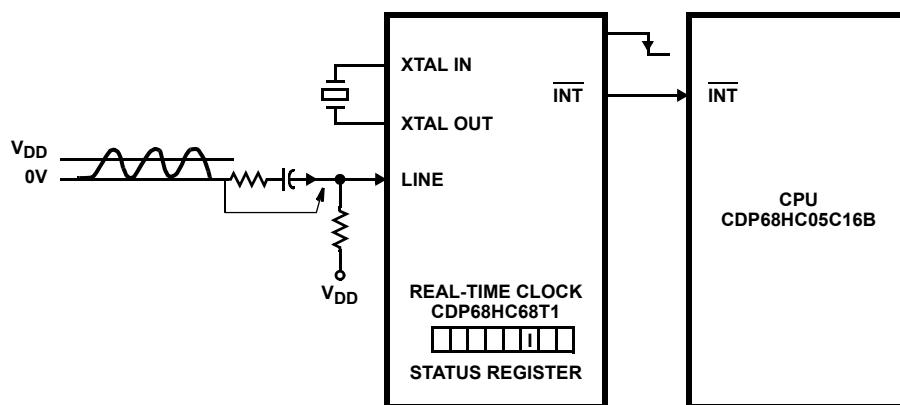 XTAL IN
INT
INT
XTAL OUT
VDD
0V
LINE
CPU
CDP68HC05C16B
VDD
REAL-TIME CLOCK
CDP68HC68T1
I
STATUS REGISTER